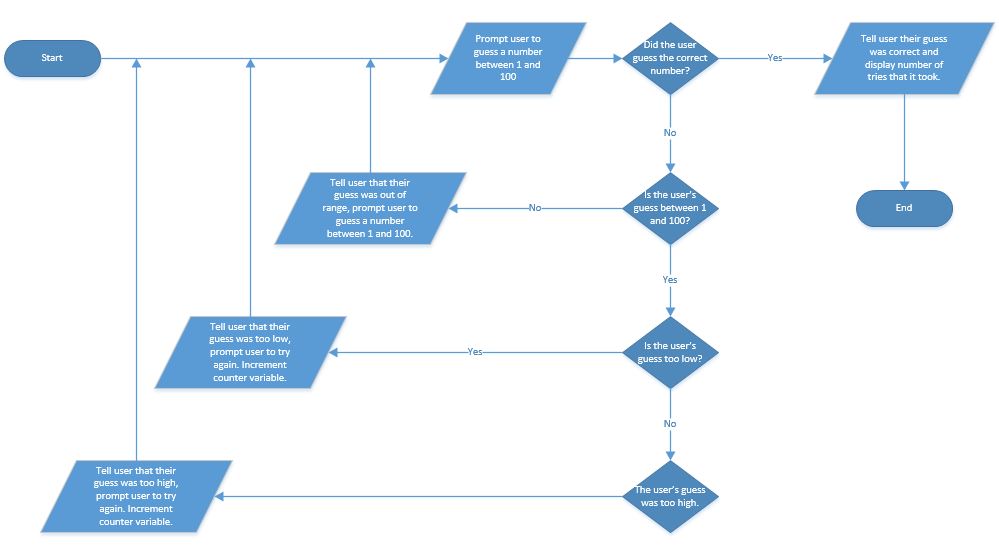 Start
Prompt user to
guess a number
between 1 and
100
Did the user
guess the correct
number?
Yes
Tell user their guess
was correct and
display number of
tries that it took.
No
Tell user that their
guess was out of
range, prompt user to
guess a number
between 1 and 100.
No
Is the user's
guess between 1
and 100?
End
Yes
Tell user that their
guess was too low,
prompt user to try
again. Increment
counter variable.
Yes
Is the user's
guess too low?
No
Tell user that their
guess was too high,
prompt user to try
again. Increment
counter variable.
The user's guess
was too high.